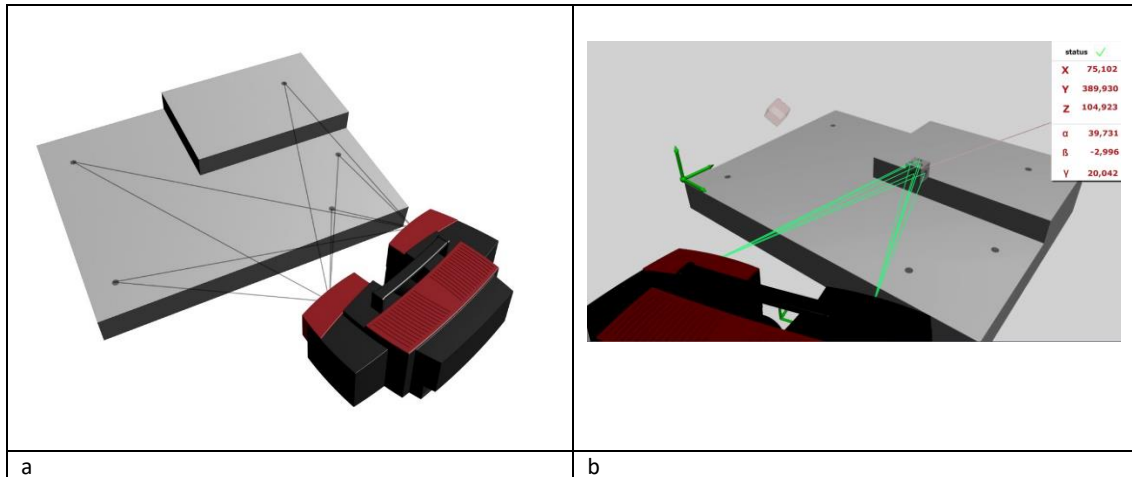 status
X 75,102
Y 389,930
Z 104,923
α 39,731
ß -2,996
γ 20,042
a
b